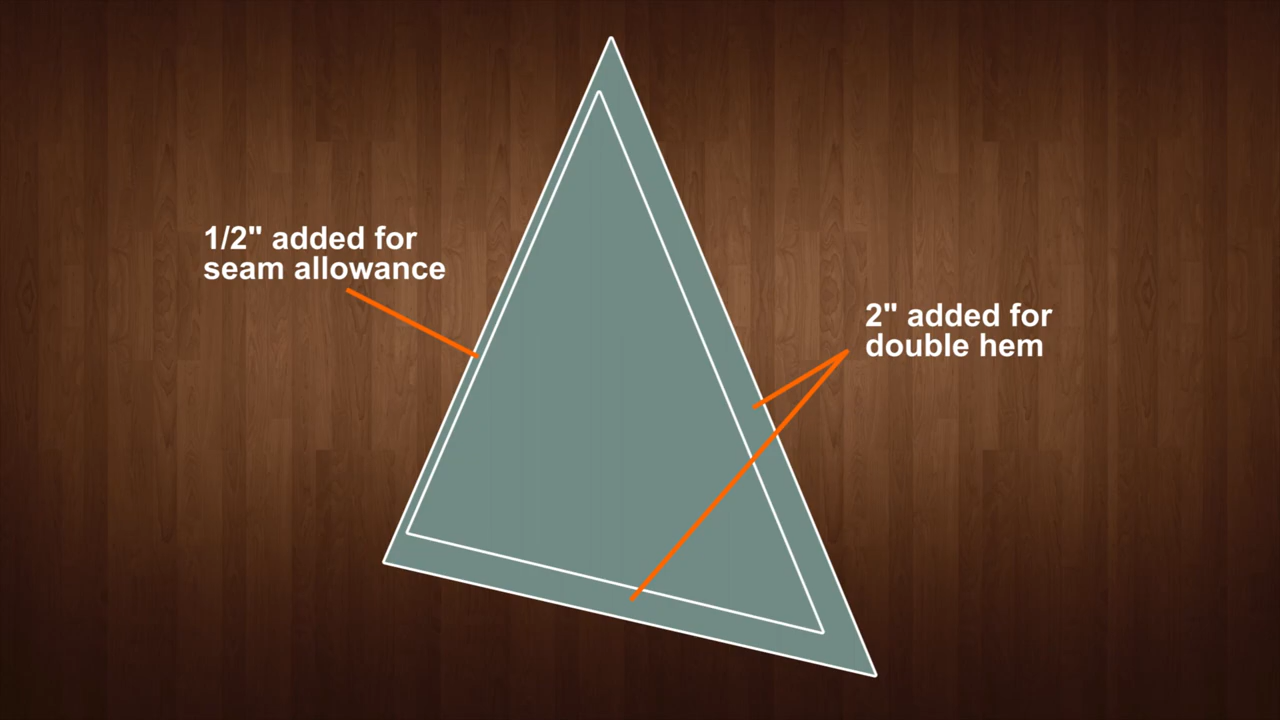 1/2" added for
seam allowance
2" added for
double hem